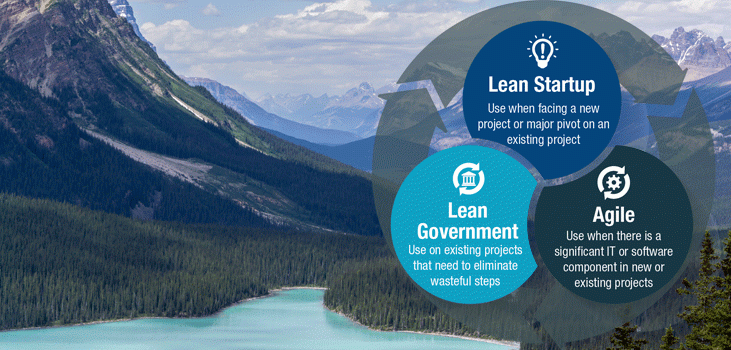 Lean Startup
Use when facing a new
project or major pivot on an
existing project
Lean
Government
Use on existing projects
that need to eliminate
wasteful steps
Agile
Use when there is a
significant IT or software
component in new or
existing projects